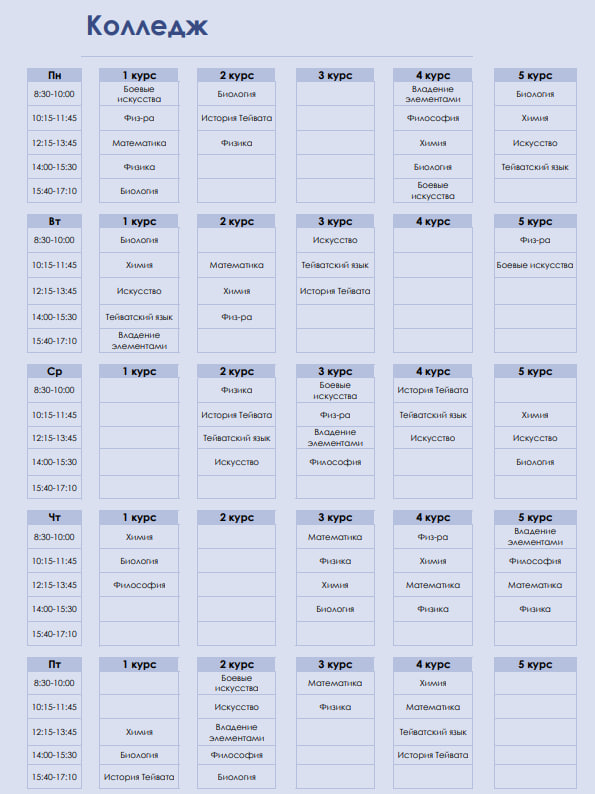 Колледж
Пн 1 курс 2 курс 3 курс 4 курс 5 курс
8:30-10:00 Боевые искусства Биология Владение элементами Биология
10:15-11:45 Физ-ра История Тейвата Философия Химия
12:15-13:45 Математика Физика Химия Искусство
14:00-15:30 Физика Биология Тейватский язык
15:40-17:10 Биология Боевые искусства
Вт 1 курс 2 курс 3 курс 4 курс 5 курс
8:30-10:00 Биология Искусство Физ-ра
10:15-11:45 Химия Математика Тейватский язык Боевые искусства
12:15-13:45 Искусство Химия История Тейвата
14:00-15:30 Тейватский язык Физ-ра
15:40-17:10 Владение элементами
Ср 1 курс 2 курс 3 курс 4 курс 5 курс
8:30-10:00 Физика Боевые искусства История Тейвата
10:15-11:45 История Тейвата Физ-ра Тейватский язык Химия
12:15-13:45 Тейватский язык Владение элементами Искусство Искусство
14:00-15:30 Искусство Философия Биология
15:40-17:10
Чт 1 курс 2 курс 3 курс 4 курс 5 курс
8:30-10:00 Химия Математика Физ-ра Владение элементами
10:15-11:45 Биология Физика Химия Философия
12:15-13:45 Философия Химия Математика Математика
14:00-15:30 Биология Физика Физика
15:40-17:10
Пт 1 курс 2 курс 3 курс 4 курс 5 курс
8:30-10:00 Боевые искусства Математика Химия
10:15-11:45 Искусство Физика Математика
12:15-13:45 Химия Владение элементами Тейватский язык
14:00-15:30 Биология Философия История Тейвата
15:40-17:10 История Тейвата Биология